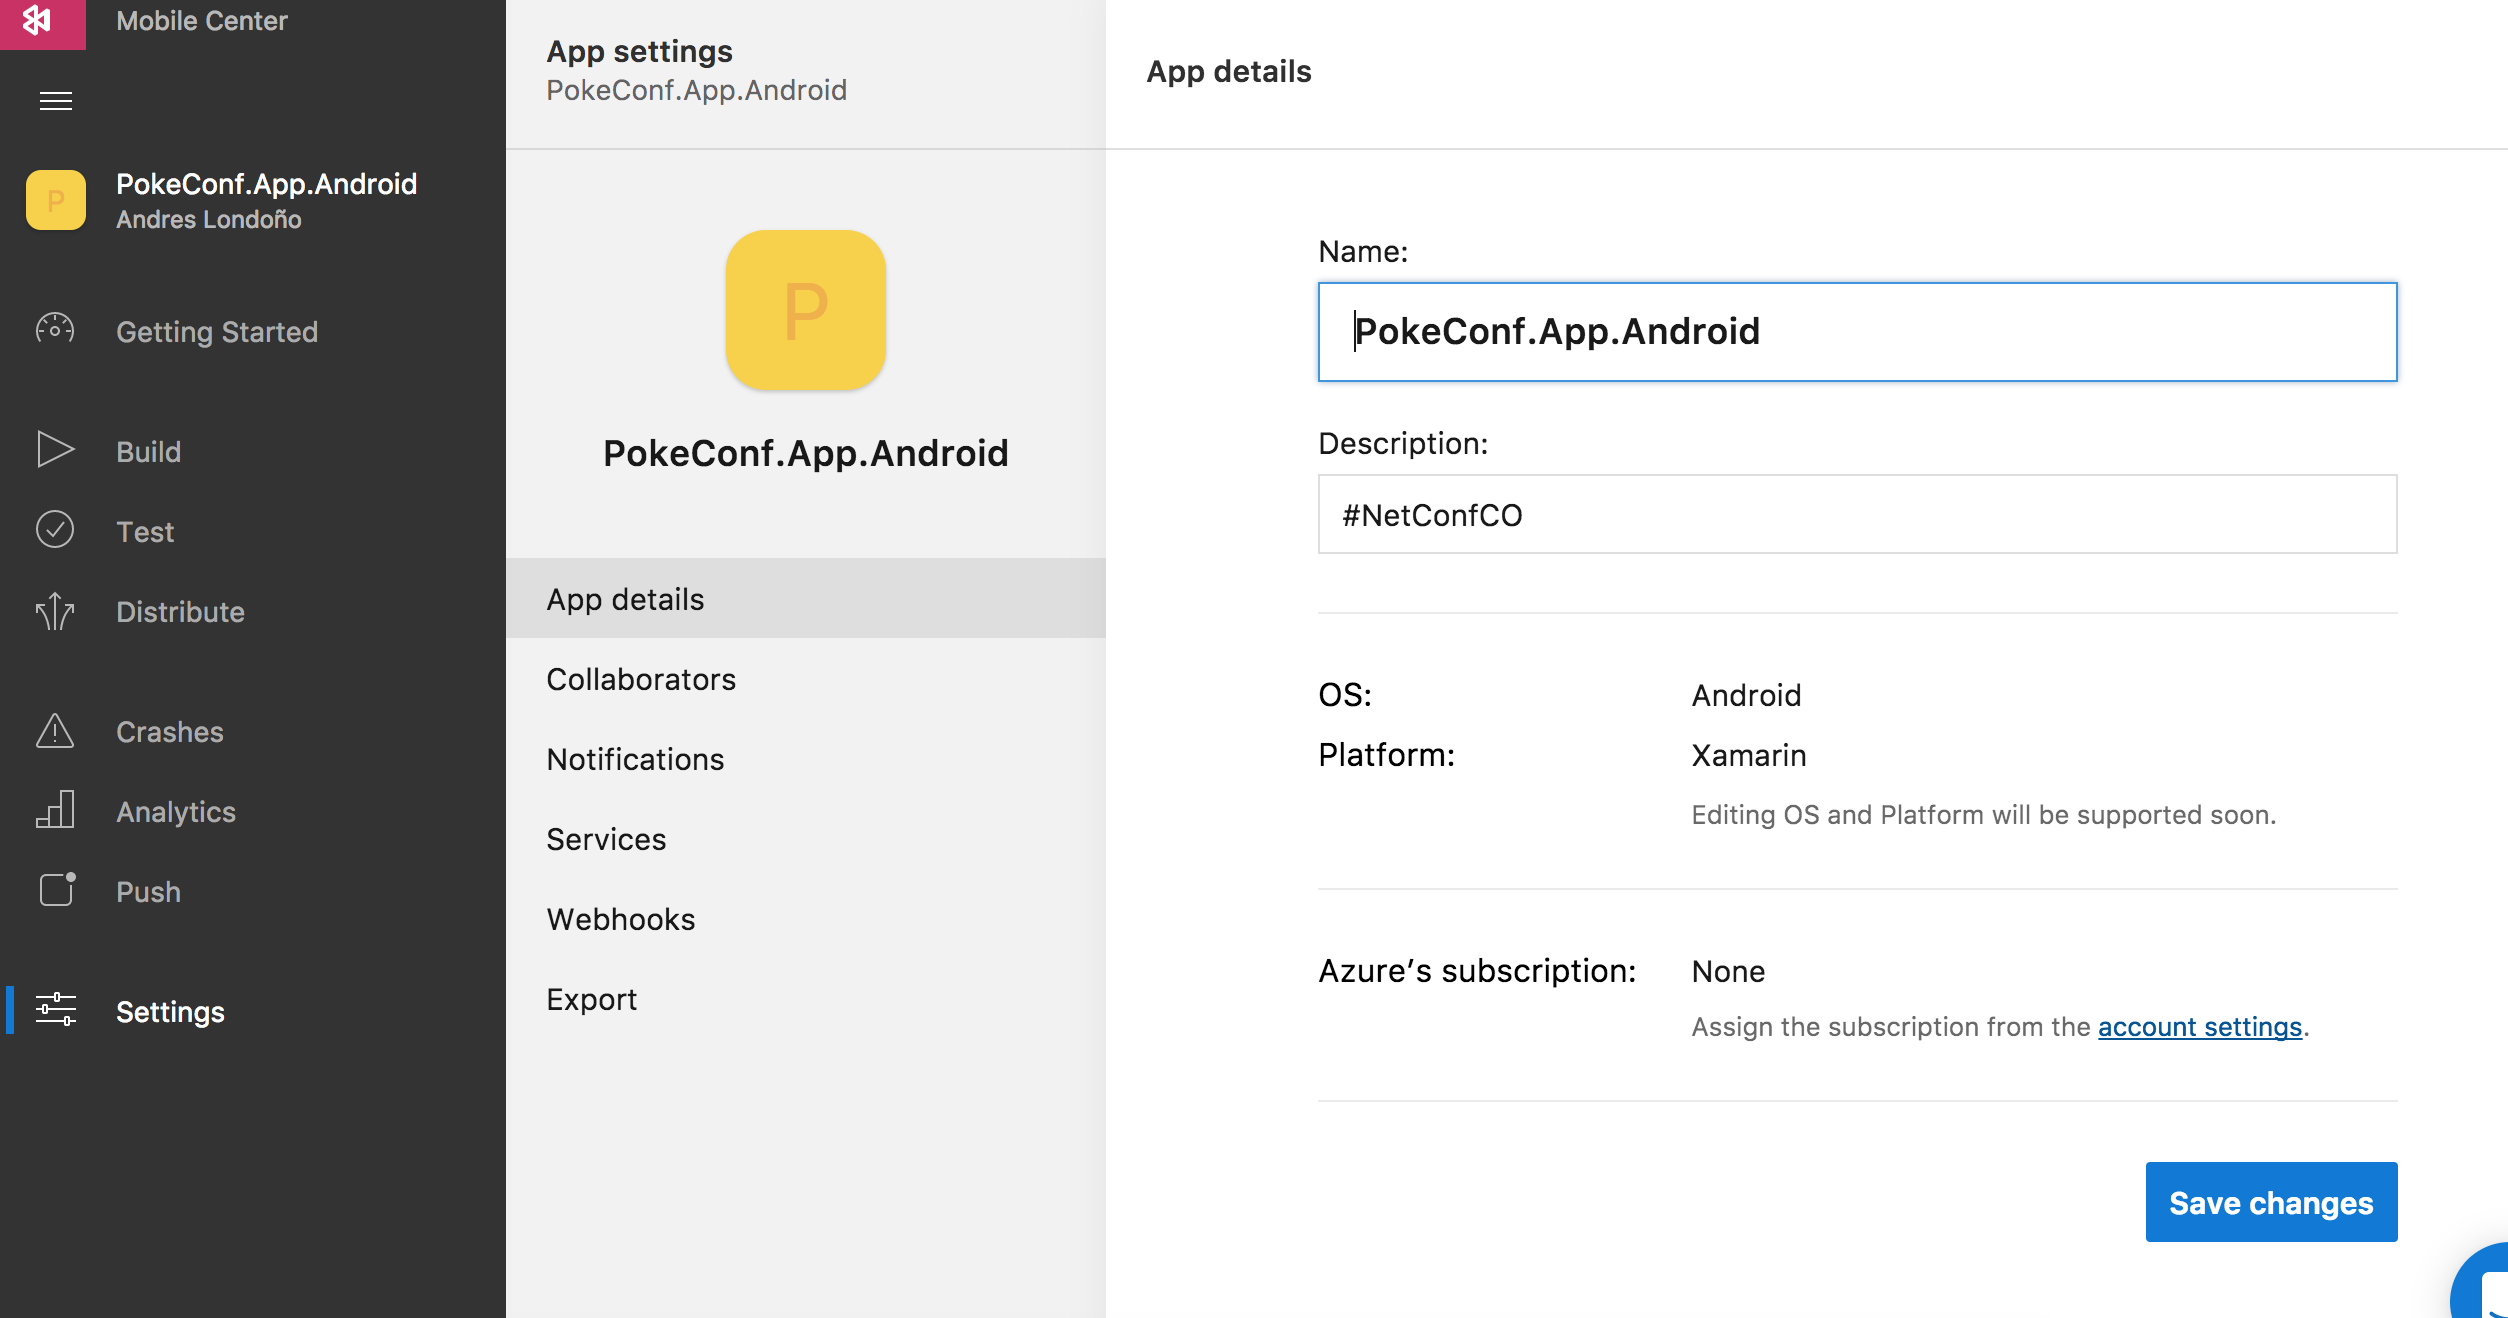 Mobile Center
P
PokeConf.App.Android
Andres Londoño
Getting Started
Build
Test
Distribute
Crashes
Analytics
Push
Settings
App settings
PokeConf.App.Android
P
PokeConf.App.Android
App details
Collaborators
Notifications
Services
Webhooks
Export
App details
Name:
PokeConf.App.Android
Description:
#NetConfCO
OS: Android
Platform: Xamarin
Editing OS and Platform will be supported soon.
Azure’s subscription: None
Assign the subscription from the account settings.
Save changes